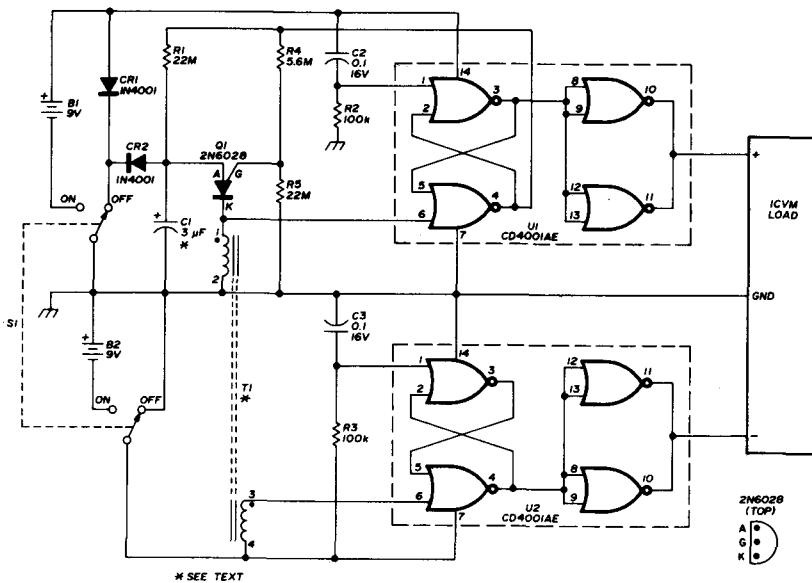 CR1
1N4001
B1
9V
+
R1
22M
R4
5.6M
C2
0.1
16V
R2
100k
CR2
1N4001
Q1
2N6028
A
G
K
R5
22M
ON
OFF
+
C1
3 µF
*
1
2
1
2
14
3
5
6
4
7
8
9
10
12
13
11
U1
CD4001AE
+
ICVM
LOAD
GND
–
S1
+
B2
9V
ON
OFF
T1
*
C3
0.1
16V
R3
100k
3
4
1
2
14
3
5
6
4
7
12
13
11
8
9
10
U2
CD4001AE
2N6028
(TOP)
A
G
K
* SEE TEXT